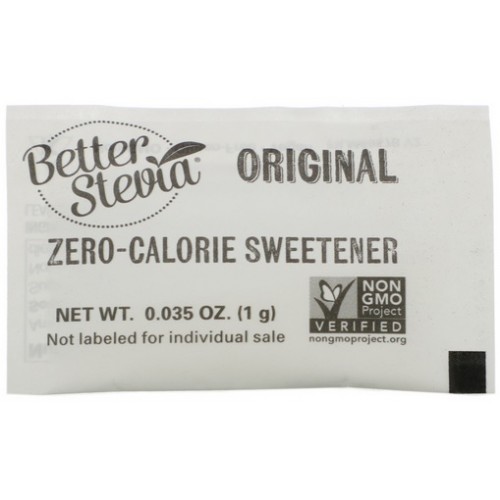 Better
Stevia®
ORIGINAL
ZERO-CALORIE SWEETENER
NET WT. 0.035 OZ. (1 g)
Not labeled for individual sale
NON
GMO
Project
VERIFIED
nongmoproject.org